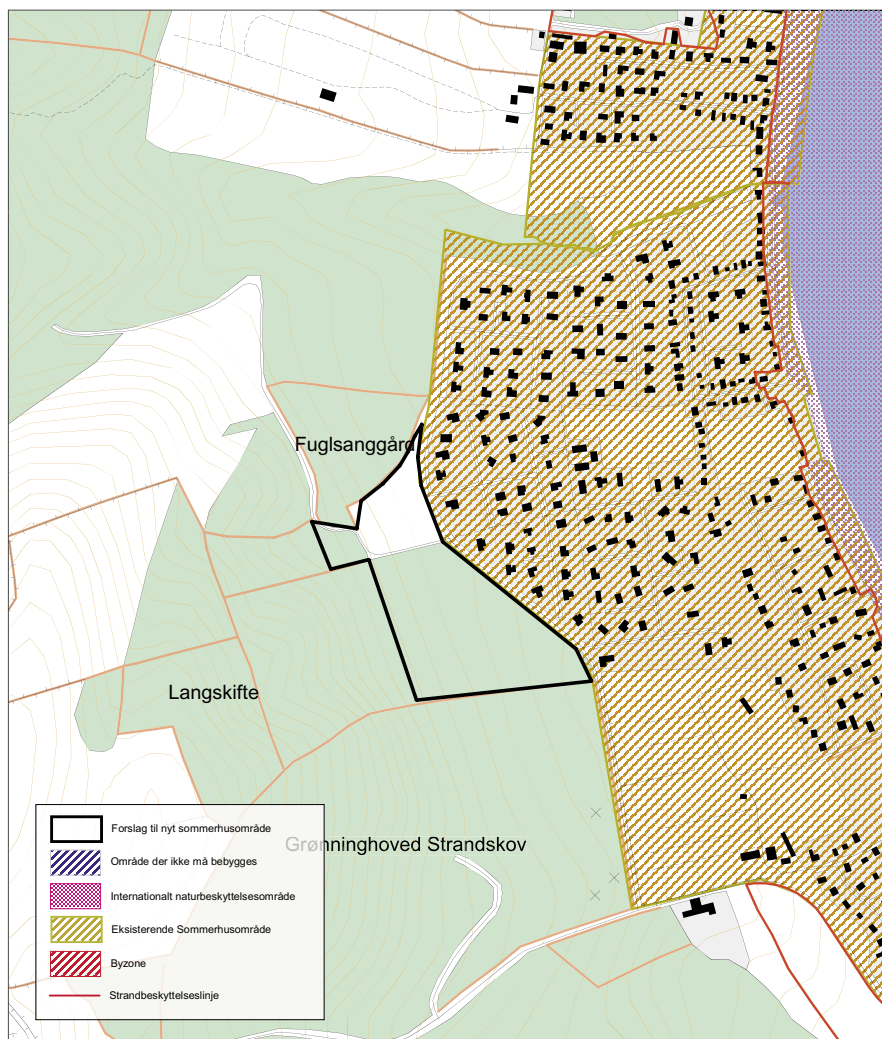 Fuglsanggård
Langskifte
Grønninghoved Strandskov
Forslag til nyt sommerhusområde
Område der ikke må bebygges
Internationalt naturbeskyttelsesområde
Eksisterende Sommerhusområde
Byzone
Strandbeskyttelseslinje